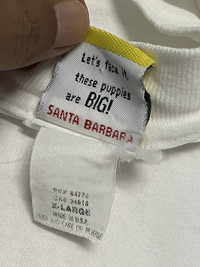 Let's face it,
these puppies
are BIG!
SANTA BARBARA
X-LARGE
MADE IN U.S.A.